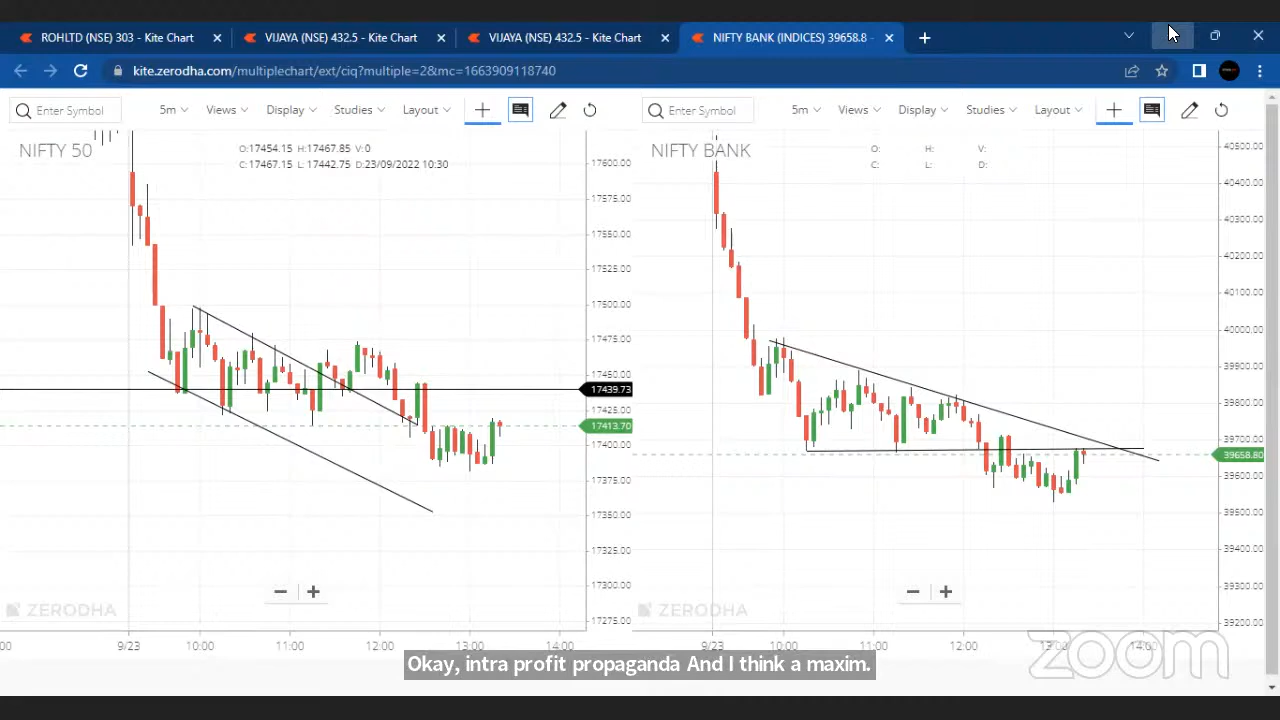 ROHLTD (NSE) 303 - Kite Chart
VIJAYA (NSE) 432.5 - Kite Chart
VIJAYA (NSE) 432.5 - Kite Chart
NIFTY BANK (INDICES) 39658.8 -
kite.zerodha.com/multiplechart/ext/ciq?multiple=2&mc=1663909118740
Enter Symbol 5m Views Display Studies Layout
Enter Symbol 5m Views Display Studies Layout
NIFTY 50
O:17454.15 H:17467.85 V:0
C:17467.15 L: 17442.75 D:23/09/2022 10:30
17600.00
17575.00
17550.00
17525.00
17500.00
17475.00
17450.00
17439.73
17425.00
17413.70
17400.00
17375.00
17350.00
17325.00
17300.00
17275.00
ZERODHA
:00 9/23 10:00 11:00 12:00 13:00 14:00
NIFTY BANK
O: H: V:
C: L: D:
40500.00
40400.00
40300.00
40200.00
40100.00
40000.00
39900.00
39800.00
39700.00
39658.80
39600.00
39500.00
39400.00
39300.00
39200.00
ZERODHA
9/23 10:00 11:00 12:00 13:00 14:00
zoom
Okay, intra profit propaganda And I think a maxim.